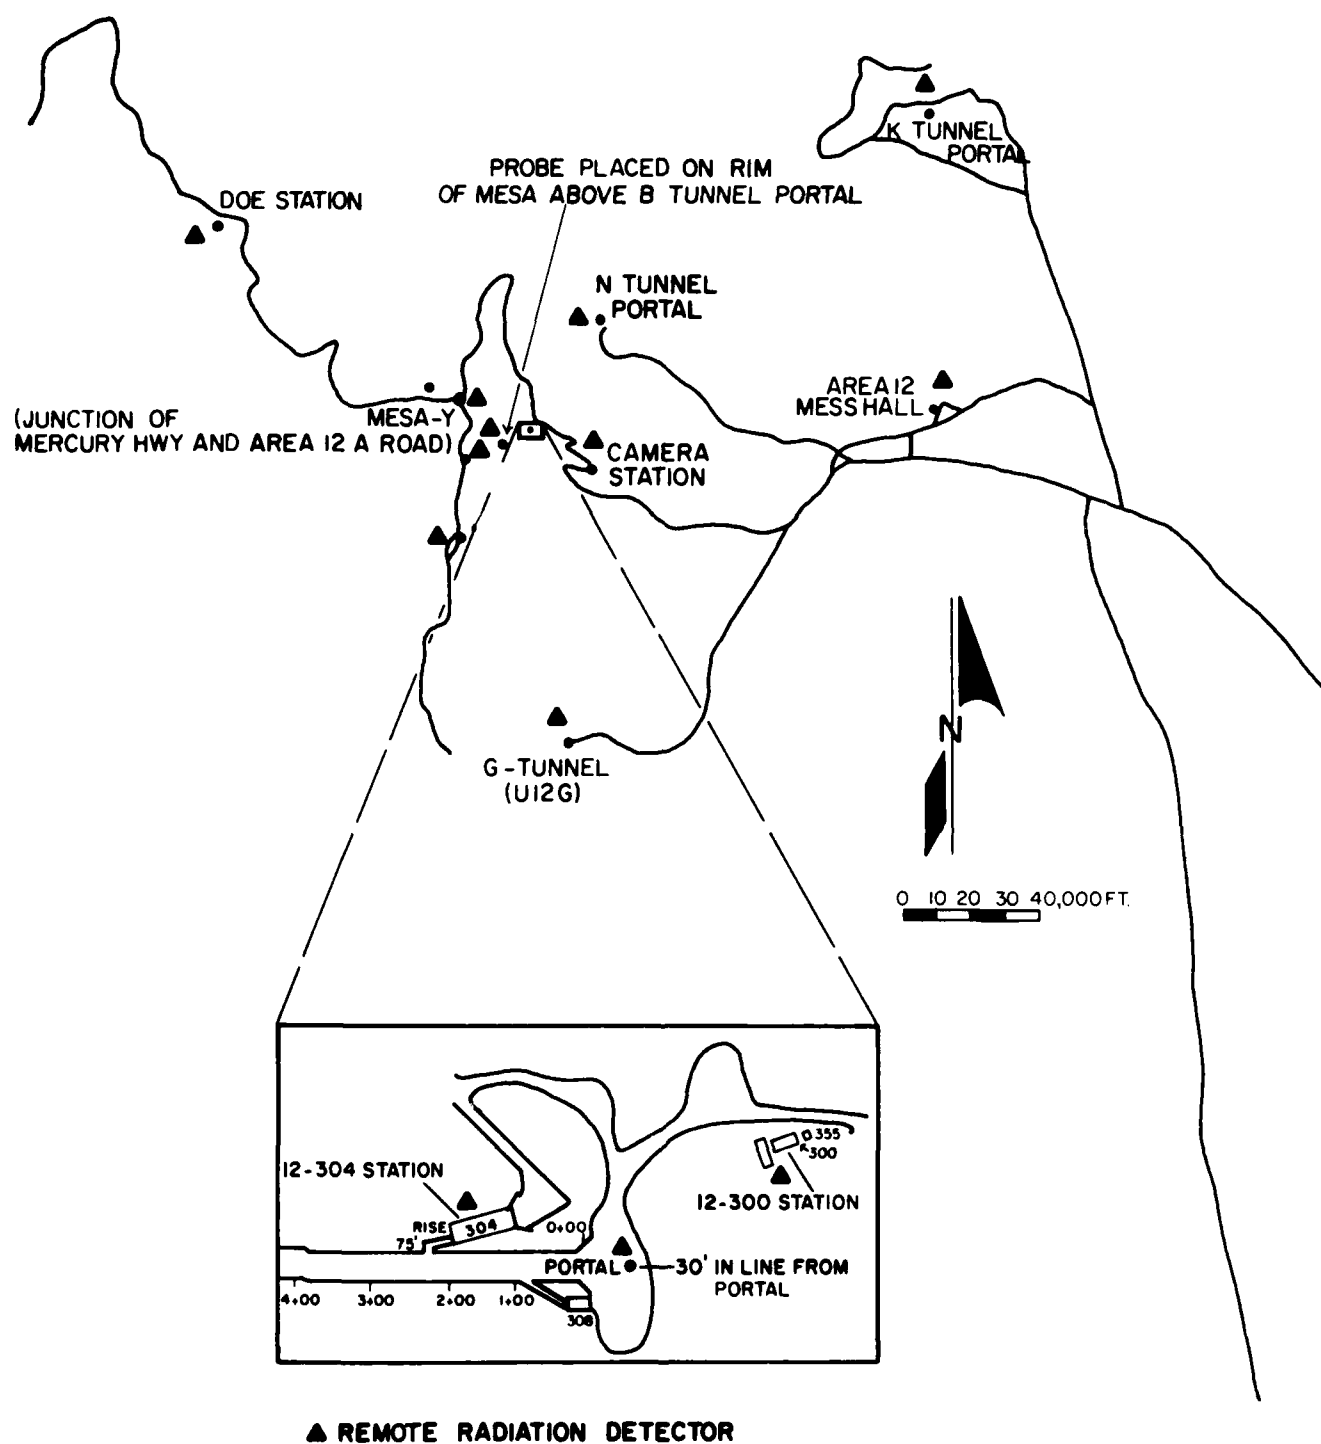 K TUNNEL
PORTAL
PROBE PLACED ON RIM
OF MESA ABOVE B TUNNEL PORTAL
DOE STATION
N TUNNEL
PORTAL
AREA 12
MESS HALL
(JUNCTION OF MESA-Y
MERCURY HWY AND AREA 12 A ROAD)
CAMERA
STATION
N
G-TUNNEL
(U12G)
0 10 20 30 40,000 FT.
355
300
12-304 STATION
12-300 STATION
RISE 304 0+00
75'
PORTAL 30' IN LINE FROM
PORTAL
4+00 3+00 2+00 1+00
308
REMOTE RADIATION DETECTOR